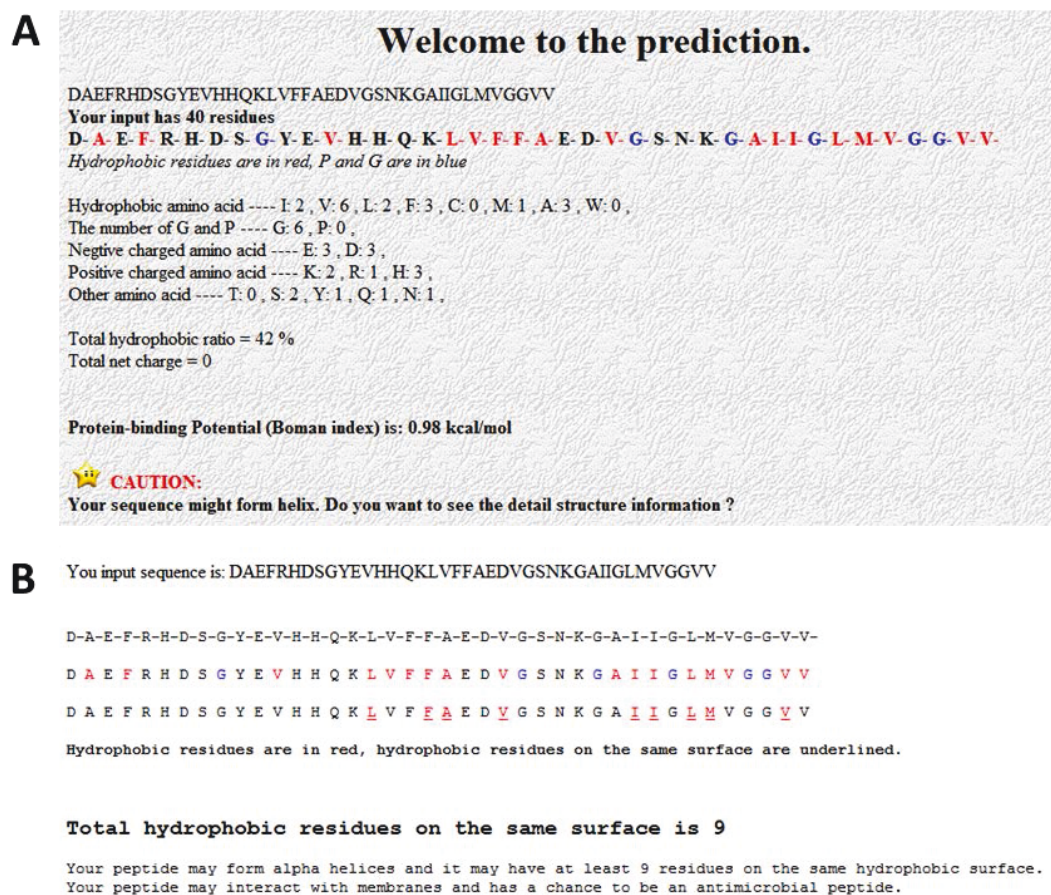 A
Welcome to the prediction.
DAEFRHDSGYEVHHQKLVFFAEDVGSNKGAIIGLMVGGVV
Your input has 40 residues
D- A- E- F- R- H- D- S- G- Y- E- V- H- H- Q- K- L- V- F- F- A- E- D- V- G- S- N- K- G- A- I- I- G- L- M- V- G- G- V- V-
Hydrophobic residues are in red, P and G are in blue
Hydrophobic amino acid ---- I: 2 , V: 6 , L: 2 , F: 3 , C: 0 , M: 1 , A: 3 , W: 0 ,
The number of G and P ---- G: 6 , P: 0 ,
Negtive charged amino acid ---- E: 3 , D: 3 ,
Positive charged amino acid ---- K: 2 , R: 1 , H: 3 ,
Other amino acid ---- T: 0 , S: 2 , Y: 1 , Q: 1 , N: 1 ,
Total hydrophobic ratio = 42 %
Total net charge = 0
Protein-binding Potential (Boman index) is: 0.98 kcal/mol
CAUTION:
Your sequence might form helix. Do you want to see the detail structure information ?
B
You input sequence is: DAEFRHDSGYEVHHQKLVFFAEDVGSNKGAIIGLMVGGVV
D-A-E-F-R-H-D-S-G-Y-E-V-H-H-Q-K-L-V-F-F-A-E-D-V-G-S-N-K-G-A-I-I-G-L-M-V-G-G-V-V-
D A E F R H D S G Y E V H H Q K L V F F A E D V G S N K G A I I G L M V G G V V
D A E F R H D S G Y E V H H Q K L V F F A E D V G S N K G A I I G L M V G G V V
Hydrophobic residues are in red, hydrophobic residues on the same surface are underlined.
Total hydrophobic residues on the same surface is 9
Your peptide may form alpha helices and it may have at least 9 residues on the same hydrophobic surface.
Your peptide may interact with membranes and has a chance to be an antimicrobial peptide.